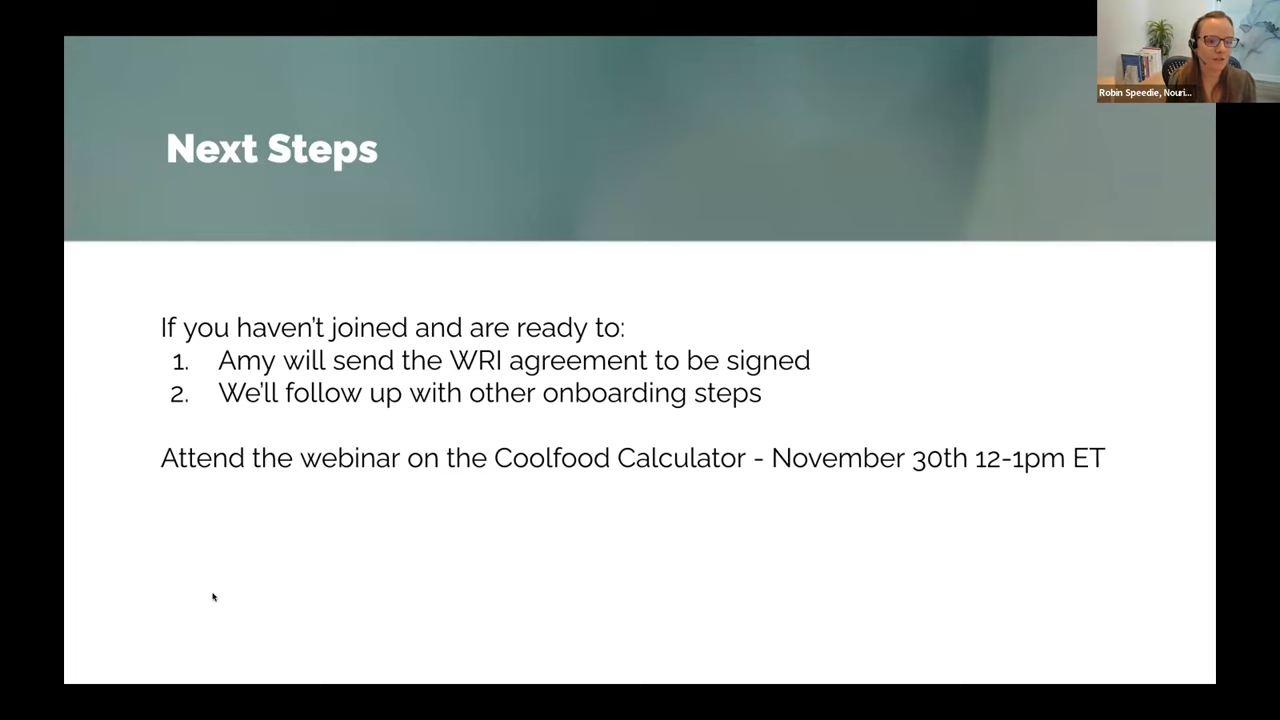 Robin Speedie, Nouri...
Next Steps
If you haven't joined and are ready to:
1. Amy will send the WRI agreement to be signed
2. We'll follow up with other onboarding steps
Attend the webinar on the Coolfood Calculator - November 30th 12-1pm ET